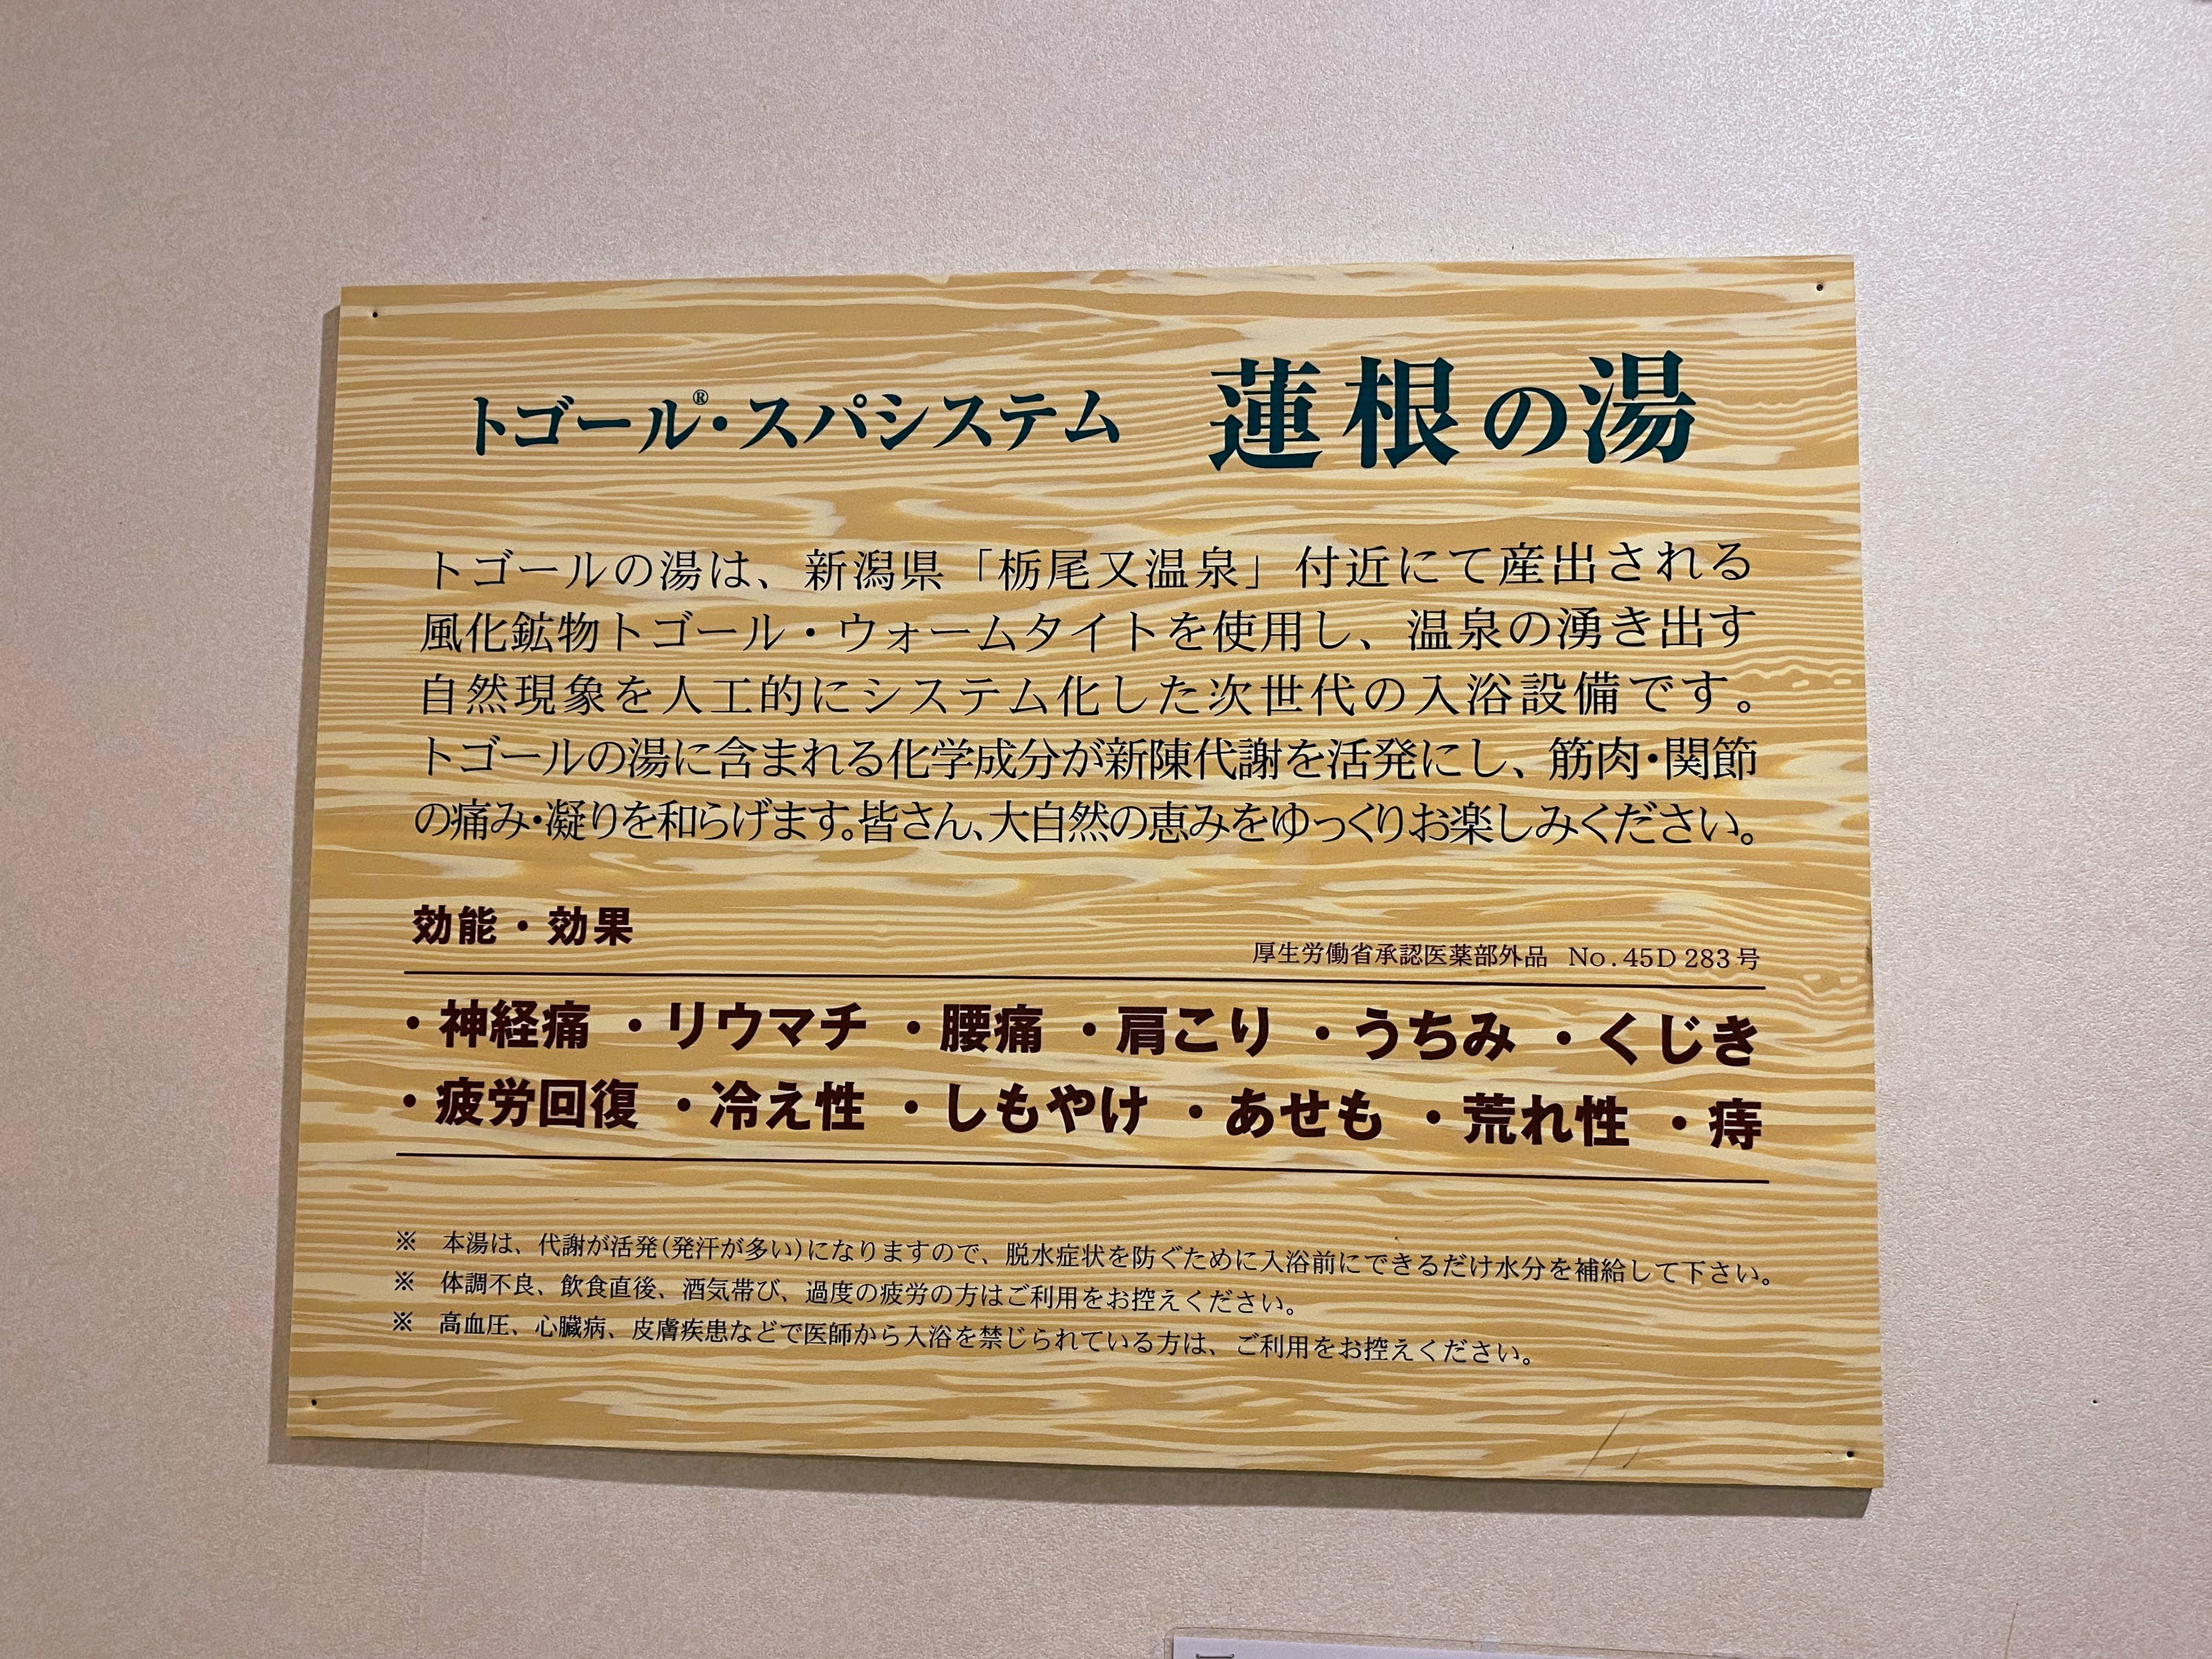 トゴール®・スパシステム 蓮根の湯
トゴールの湯は、新潟県「栃尾又温泉」付近にて産出される
風化鉱物トゴール・ウォームタイトを使用し、温泉の湧き出す
自然現象を人工的にシステム化した次世代の入浴設備です。
トゴールの湯に含まれる化学成分が新陳代謝を活発にし、筋肉・関節
の痛み・凝りを和らげます。皆さん、大自然の恵みをゆっくりお楽しみください。
効能・効果
厚生労働省承認医薬部外品 No.45D 283号
・神経痛 ・リウマチ ・腰痛 ・肩こり ・うちみ ・くじき
・疲労回復 ・冷え性 ・しもやけ ・あせも ・荒れ性 ・痔
※ 本湯は、代謝が活発(発汗が多い)になりますので、脱水症状を防ぐために入浴前にできるだけ水分を補給して下さい。
※ 体調不良、飲食直後、酒気帯び、過度の疲労の方はご利用をお控えください。
※ 高血圧、心臓病、皮膚疾患などで医師から入浴を禁じられている方は、ご利用をお控えください。